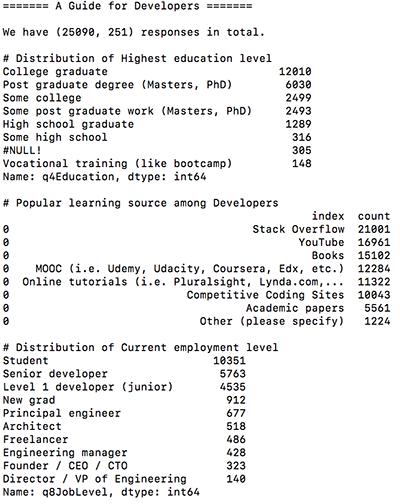 ======= A Guide for Developers =======
We have (25090, 251) responses in total.
# Distribution of Highest education level
College graduate 12010
Post graduate degree (Masters, PhD) 6030
Some college 2499
Some post graduate work (Masters, PhD) 2493
High school graduate 1289
Some high school 316
#NULL! 305
Vocational training (like bootcamp) 148
Name: q4Education, dtype: int64
# Popular learning source among Developers
index count
0 Stack Overflow 21001
0 YouTube 16961
0 Books 15102
0 MOOC (i.e. Udemy, Udacity, Coursera, Edx, etc.) 12284
0 Online tutorials (i.e. Pluralsight, Lynda.com,... 11322
0 Competitive Coding Sites 10043
0 Academic papers 5561
0 Other (please specify) 1224
# Distribution of Current employment level
Student 10351
Senior developer 5763
Level 1 developer (junior) 4535
New grad 912
Principal engineer 677
Architect 518
Freelancer 486
Engineering manager 428
Founder / CEO / CTO 323
Director / VP of Engineering 140
Name: q8JobLevel, dtype: int64